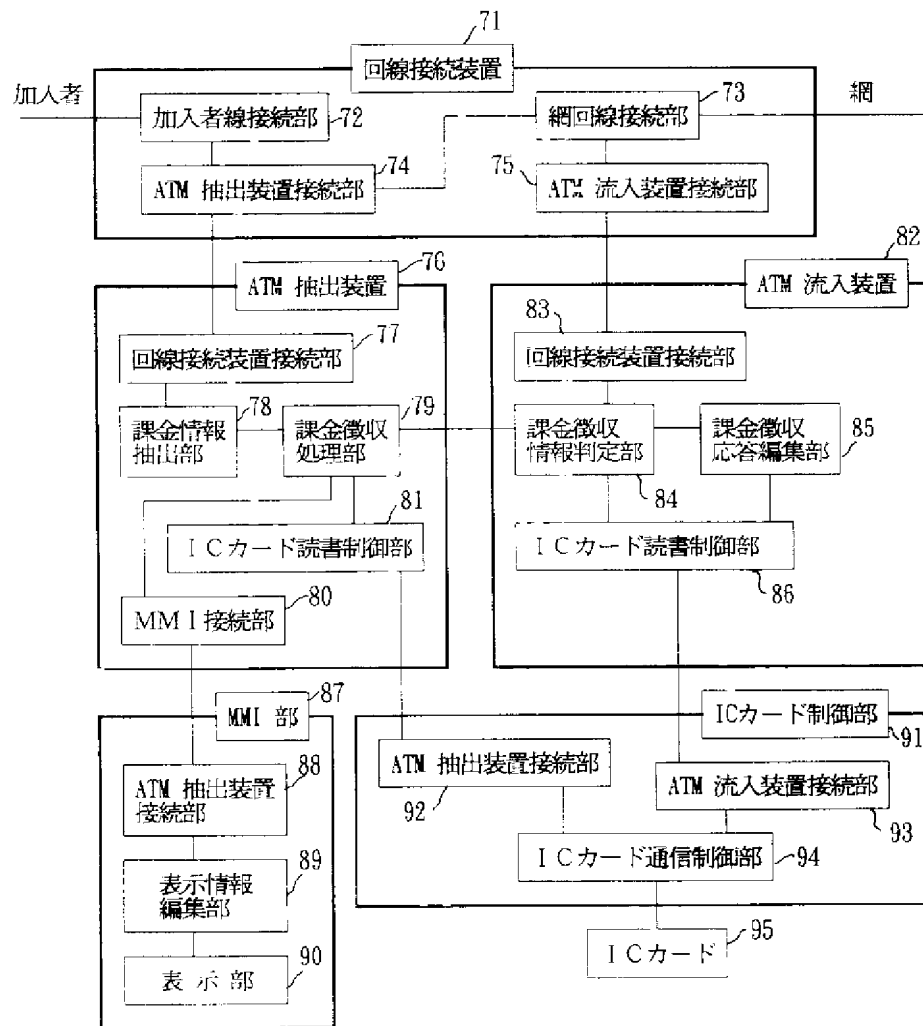 71
回線接続装置
加入者
網
加入者線接続部
72
網回線接続部
73
ATM 抽出装置接続部
74
75
ATM 流入装置接続部
76
ATM 抽出装置
82
ATM 流入装置
77
回線接続装置接続部
83
回線接続装置接続部
78
課金情報
抽出部
79
課金徴収
処理部
課金徴収
情報判定部
84
課金徴収
応答編集部
85
81
ICカード読書制御部
ICカード読書制御部
86
80
MMI接続部
87
MMI 部
ICカード制御部
91
88
ATM 抽出装置
接続部
ATM 抽出装置接続部
92
ATM 流入装置接続部
93
89
表示情報
編集部
ICカード通信制御部
94
90
表示部
95
ICカード